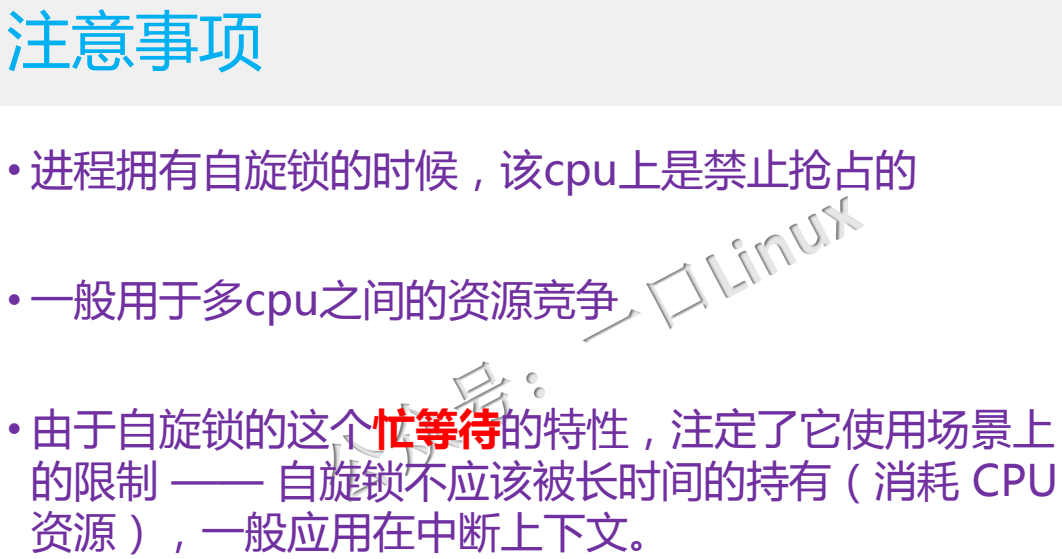 注意事项
•进程拥有自旋锁的时候，该cpu上是禁止抢占的
•一般用于多cpu之间的资源竞争
公众号：一口Linux
•由于自旋锁的这个忙等待的特性，注定了它使用场景上
的限制 —— 自旋锁不应该被长时间的持有（消耗 CPU
资源），一般应用在中断上下文。